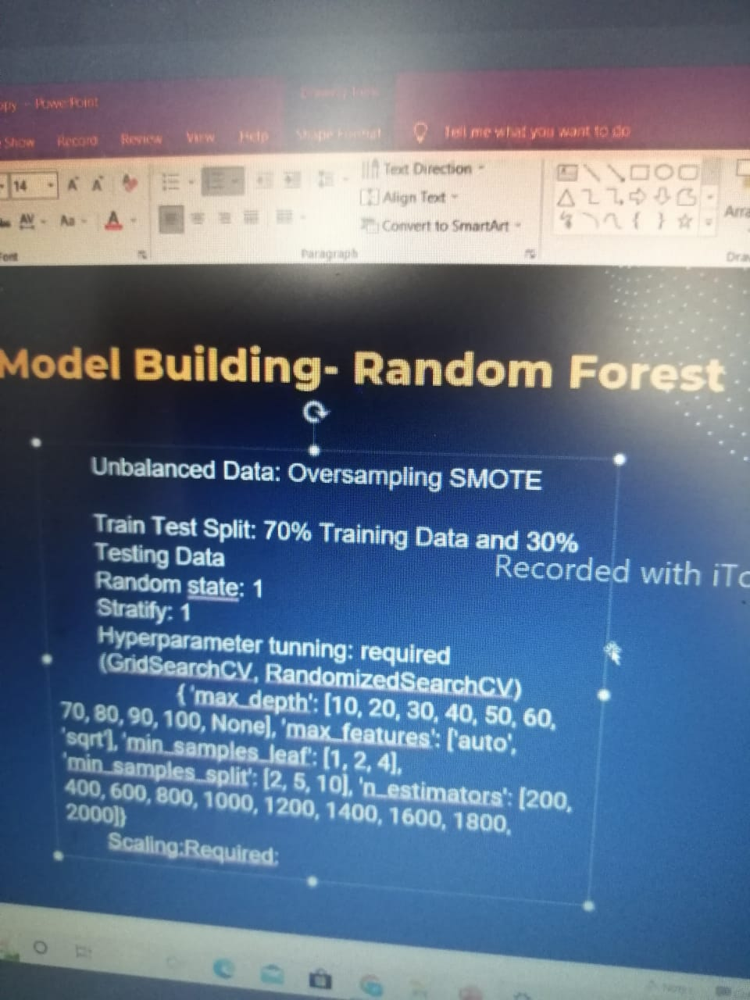 opy - PowerPoint
Drawing Tools
Show Record Review View Help Shape Format Tell me what you want to do
14 A A Text Direction
Align Text
AV Aa A Convert to SmartArt
Arra
Font Paragraph Draw
Model Building- Random Forest
Unbalanced Data: Oversampling SMOTE
Train Test Split: 70% Training Data and 30%
Testing Data
Recorded with iTo
Random state: 1
Stratify: 1
Hyperparameter tunning: required
(GridSearchCV, RandomizedSearchCV)
{'max_depth': [10, 20, 30, 40, 50, 60,
70, 80, 90, 100, None], 'max_features': ['auto',
'sqrt'], 'min_samples_leaf': [1, 2, 4],
'min_samples_split': [2, 5, 10], 'n_estimators': [200,
400, 600, 800, 1000, 1200, 1400, 1600, 1800,
2000]}
Scaling:Required: